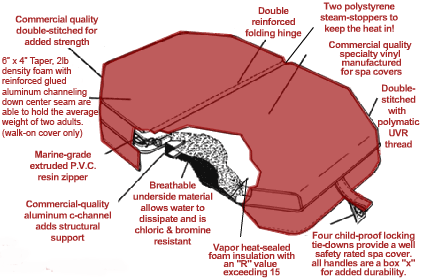 Commercial quality
double-stitched for
added strength
Double
reinforced
folding hinge
Two polystyrene
steam-stoppers to
keep the heat in!
6" x 4" Taper, 2lb
density foam with
reinforced glued
aluminum channeling
down center seam are
able to hold the average
weight of two adults.
(walk-on cover only)
Commercial quality
specialty vinyl
manufactured
for spa covers
Double-
stitched with
polymatic
UVR
thread
Marine-grade
extruded P.V.C.
resin zipper
Commercial-quality
aluminum c-channel
adds structural
support
Breathable
underside material
allows water to
dissipate and is
chloric & bromine
resistant
Vapor heat-sealed
foam insulation with
an "R" value
exceeding 15
Four child-proof locking
tie-downs provide a well
safety rated spa cover.
all handles are a box "x"
for added durability.